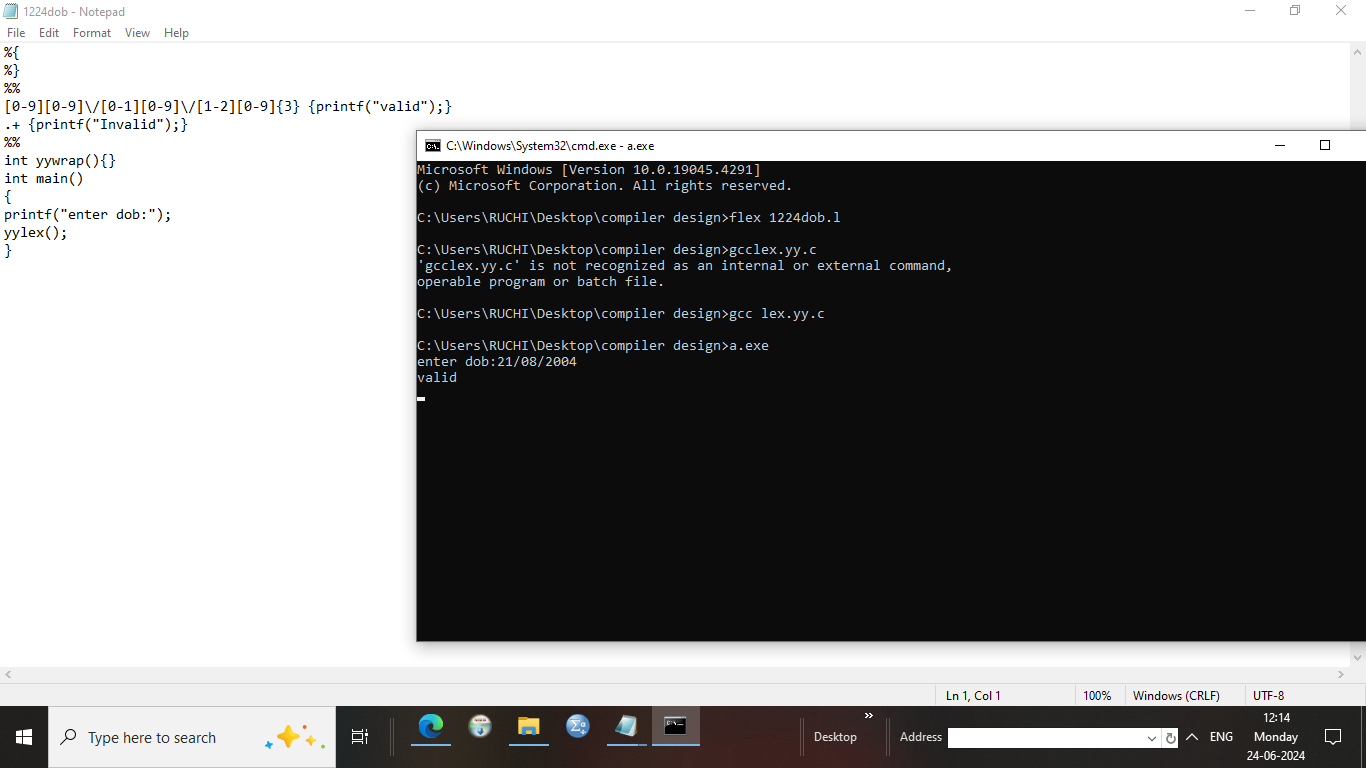 1224dob - Notepad
File Edit Format View Help
%{
%}
%%
[0-9][0-9]\/[0-1][0-9]\/[1-2][0-9]{3} {printf("valid");}
.+ {printf("Invalid");}
%%
int yywrap(){}
int main()
{
printf("enter dob:");
yylex();
}
C:\Windows\System32\cmd.exe - a.exe
Microsoft Windows [Version 10.0.19045.4291]
(c) Microsoft Corporation. All rights reserved.
C:\Users\RUCHI\Desktop\compiler design>flex 1224dob.l
C:\Users\RUCHI\Desktop\compiler design>gcclex.yy.c
'gcclex.yy.c' is not recognized as an internal or external command,
operable program or batch file.
C:\Users\RUCHI\Desktop\compiler design>gcc lex.yy.c
C:\Users\RUCHI\Desktop\compiler design>a.exe
enter dob:21/08/2004
valid
Ln 1, Col 1 100% Windows (CRLF) UTF-8
Type here to search
Desktop
Address
ENG
12:14
Monday
24-06-2024